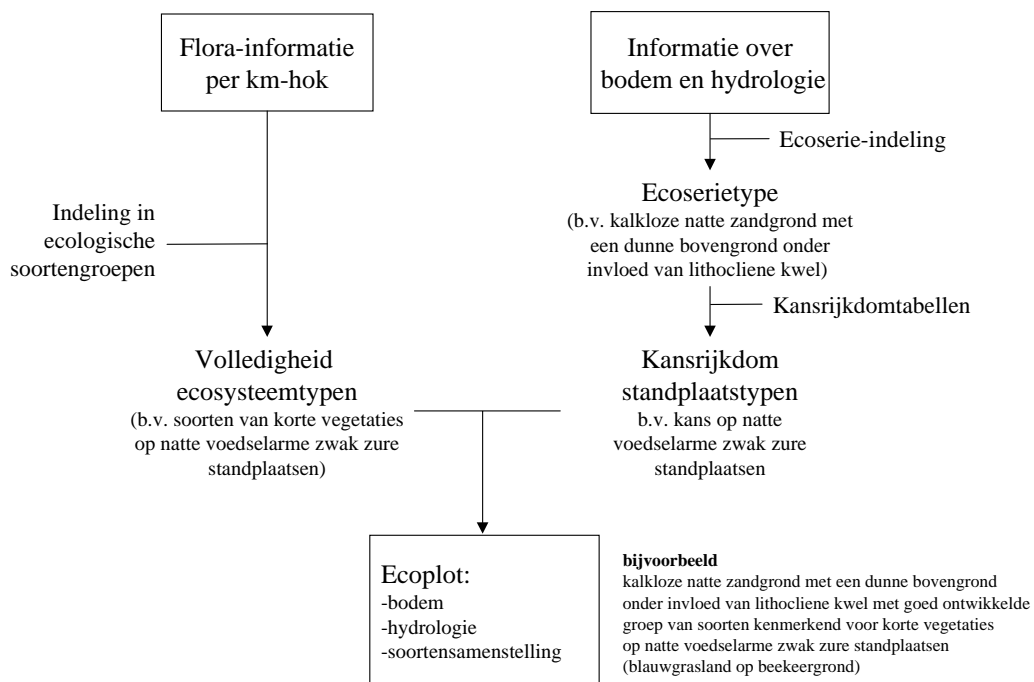 Flora-informatie
per km-hok
Informatie over
bodem en hydrologie
Ecoserie-indeling
Indeling in
ecologische
soortengroepen
Ecoserietype
(b.v. kalkloze natte zandgrond met
een dunne bovengrond onder
invloed van lithocliene kwel)
Kansrijkdomtabellen
Volledigheid
ecosysteemtypen
(b.v. soorten van korte vegetaties
op natte voedselarme zwak zure
standplaatsen)
Kansrijkdom
standplaatstypen
b.v. kans op natte
voedselarme zwak zure
standplaatsen
Ecoplot:
-bodem
-hydrologie
-soortensamenstelling
bijvoorbeeld
kalkloze natte zandgrond met een dunne bovengrond
onder invloed van lithocliene kwel met goed ontwikkelde
groep van soorten kenmerkend voor korte vegetaties
op natte voedselarme zwak zure standplaatsen
(blauwgrasland op beekeergrond)